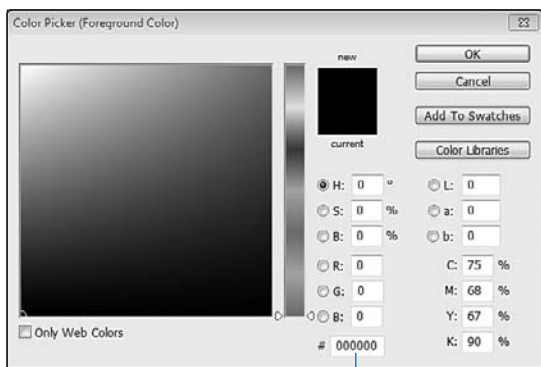 Color Picker (Foreground Color)
new
current
OK
Cancel
Add To Swatches
Color Libraries
H: 0 °
S: 0 %
B: 0 %
R: 0
G: 0
B: 0
# 000000
L: 0
a: 0
b: 0
C: 75 %
M: 68 %
Y: 67 %
K: 90 %
Only Web Colors